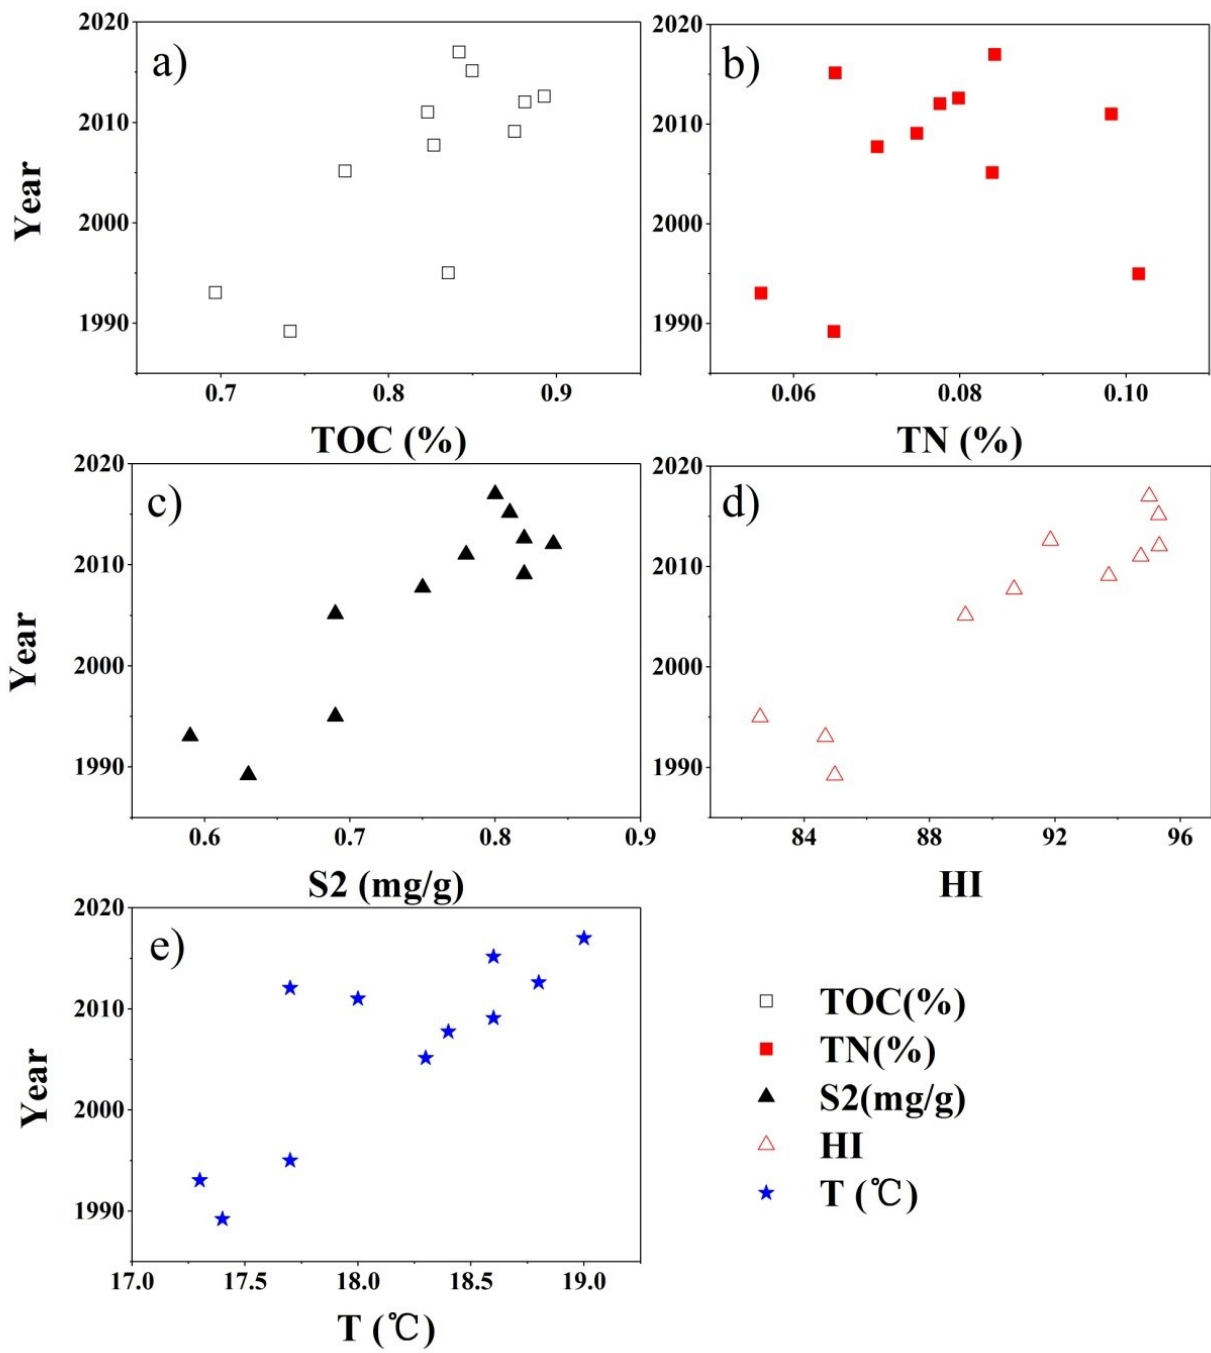 a)
2020
2010
2000
1990
Year
0.7 0.8 0.9
TOC (%)
b)
2020
2010
2000
1990
0.06 0.08 0.10
TN (%)
c)
2020
2010
2000
1990
Year
0.6 0.7 0.8 0.9
S2 (mg/g)
d)
2020
2010
2000
1990
84 88 92 96
HI
e)
2020
2010
2000
1990
Year
17.0 17.5 18.0 18.5 19.0
T (℃)
TOC(%)
TN(%)
S2(mg/g)
HI
T (℃)